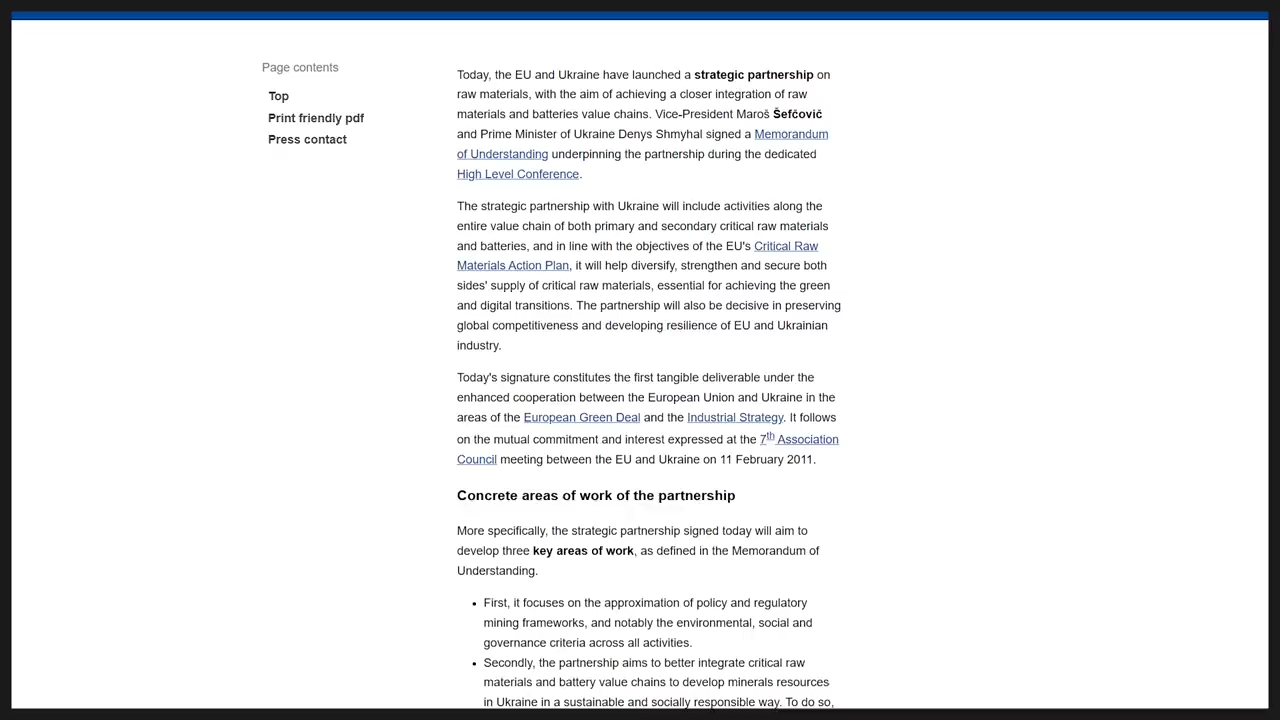 Page contents
Top
Print friendly pdf
Press contact
Today, the EU and Ukraine have launched a strategic partnership on
raw materials, with the aim of achieving a closer integration of raw
materials and batteries value chains. Vice-President Maroš Šefčovič
and Prime Minister of Ukraine Denys Shmyhal signed a Memorandum
of Understanding underpinning the partnership during the dedicated
High Level Conference.
The strategic partnership with Ukraine will include activities along the
entire value chain of both primary and secondary critical raw materials
and batteries, and in line with the objectives of the EU's Critical Raw
Materials Action Plan, it will help diversify, strengthen and secure both
sides' supply of critical raw materials, essential for achieving the green
and digital transitions. The partnership will also be decisive in preserving
global competitiveness and developing resilience of EU and Ukrainian
industry.
Today's signature constitutes the first tangible deliverable under the
enhanced cooperation between the European Union and Ukraine in the
areas of the European Green Deal and the Industrial Strategy. It follows
on the mutual commitment and interest expressed at the 7th Association
Council meeting between the EU and Ukraine on 11 February 2011.
Concrete areas of work of the partnership
More specifically, the strategic partnership signed today will aim to
develop three key areas of work, as defined in the Memorandum of
Understanding.
• First, it focuses on the approximation of policy and regulatory
mining frameworks, and notably the environmental, social and
governance criteria across all activities.
• Secondly, the partnership aims to better integrate critical raw
materials and battery value chains to develop minerals resources
in Ukraine in a sustainable and socially responsible way. To do so,